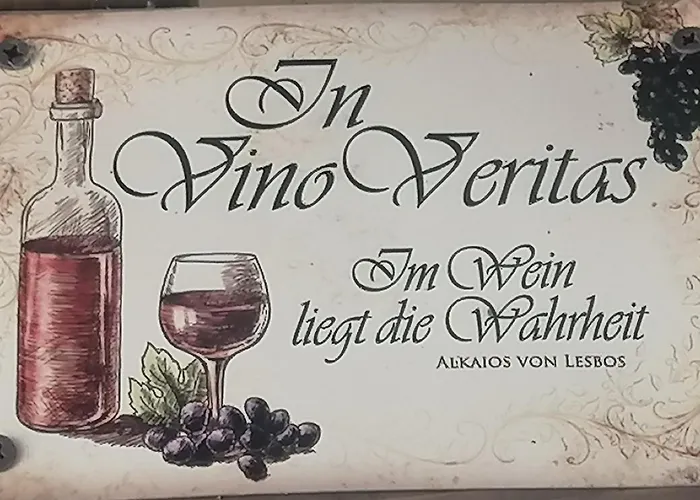 In
Vino Veritas
Im Wein
liegt die Wahrheit
Alkaios von Lesbos